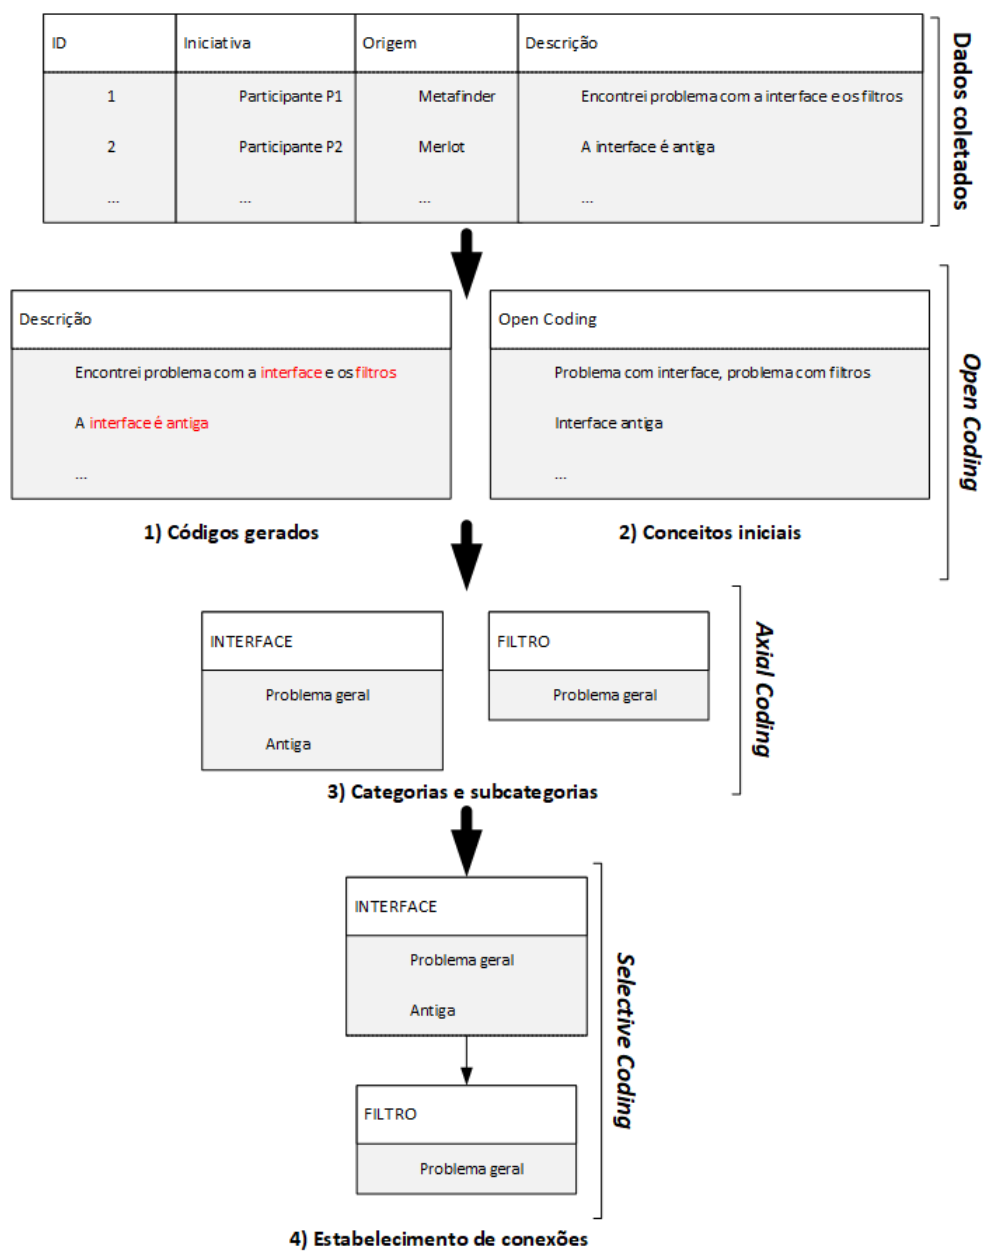 ID Iniciativa Origem Descrição
1 Participante P1 Metafinder Encontrei problema com a interface e os filtros
2 Participante P2 Merlot A interface é antiga
... ... ... ...
Dados coletados
Descrição
Encontrei problema com a interface e os filtros
A interface é antiga
...
1) Códigos gerados
Open Coding
Problema com interface, problema com filtros
Interface antiga
...
2) Conceitos iniciais
Open Coding
INTERFACE
Problema geral
Antiga
FILTRO
Problema geral
3) Categorias e subcategorias
Axial Coding
INTERFACE
Problema geral
Antiga
FILTRO
Problema geral
Selective Coding
4) Estabelecimento de conexões